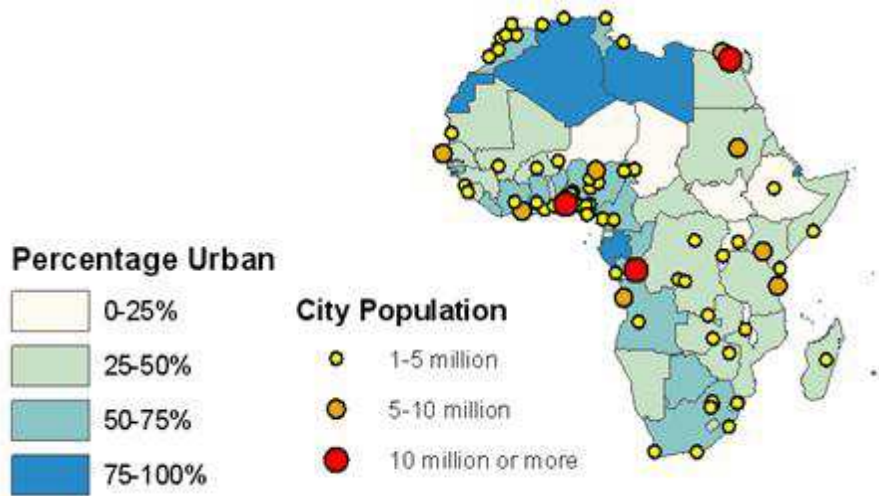 Percentage Urban
0-25%
25-50%
50-75%
75-100%
City Population
1-5 million
5-10 million
10 million or more